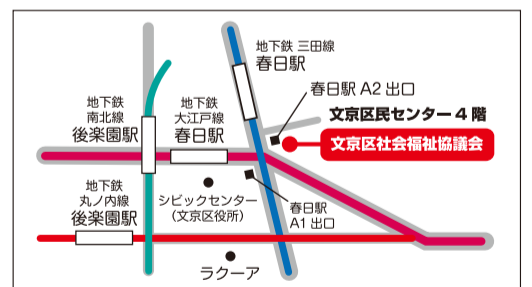 地下鉄 三田線
春日駅
春日駅 A2 出口
文京区民センター 4 階
文京区社会福祉協議会
地下鉄
南北線
後楽園駅
地下鉄
大江戸線
春日駅
地下鉄
丸ノ内線
後楽園駅
シビックセンター
(文京区役所)
春日駅
A1 出口
ラクーア